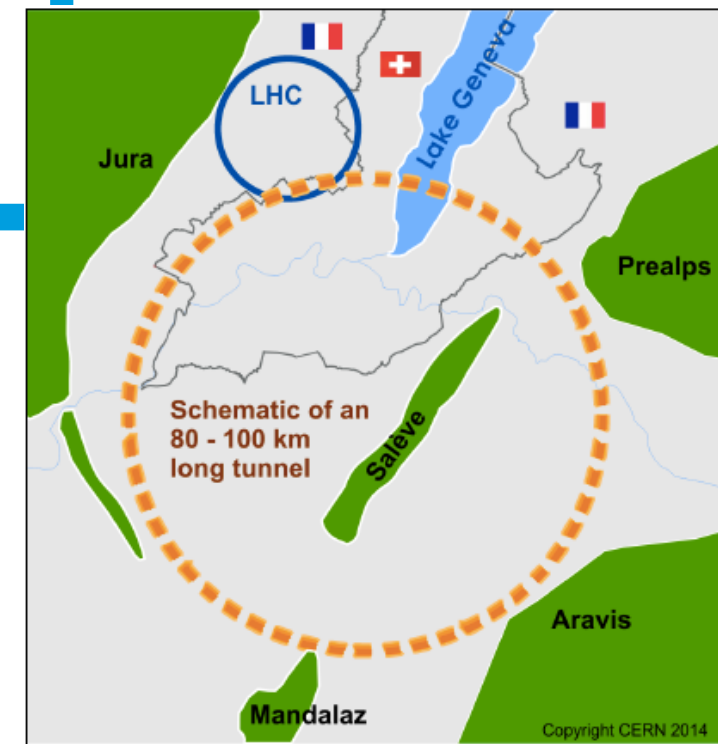 LHC
Lake Geneva
Jura
Prealps
Schematic of an
80 - 100 km
long tunnel
Salève
Aravis
Mandalaz
Copyright CERN 2014